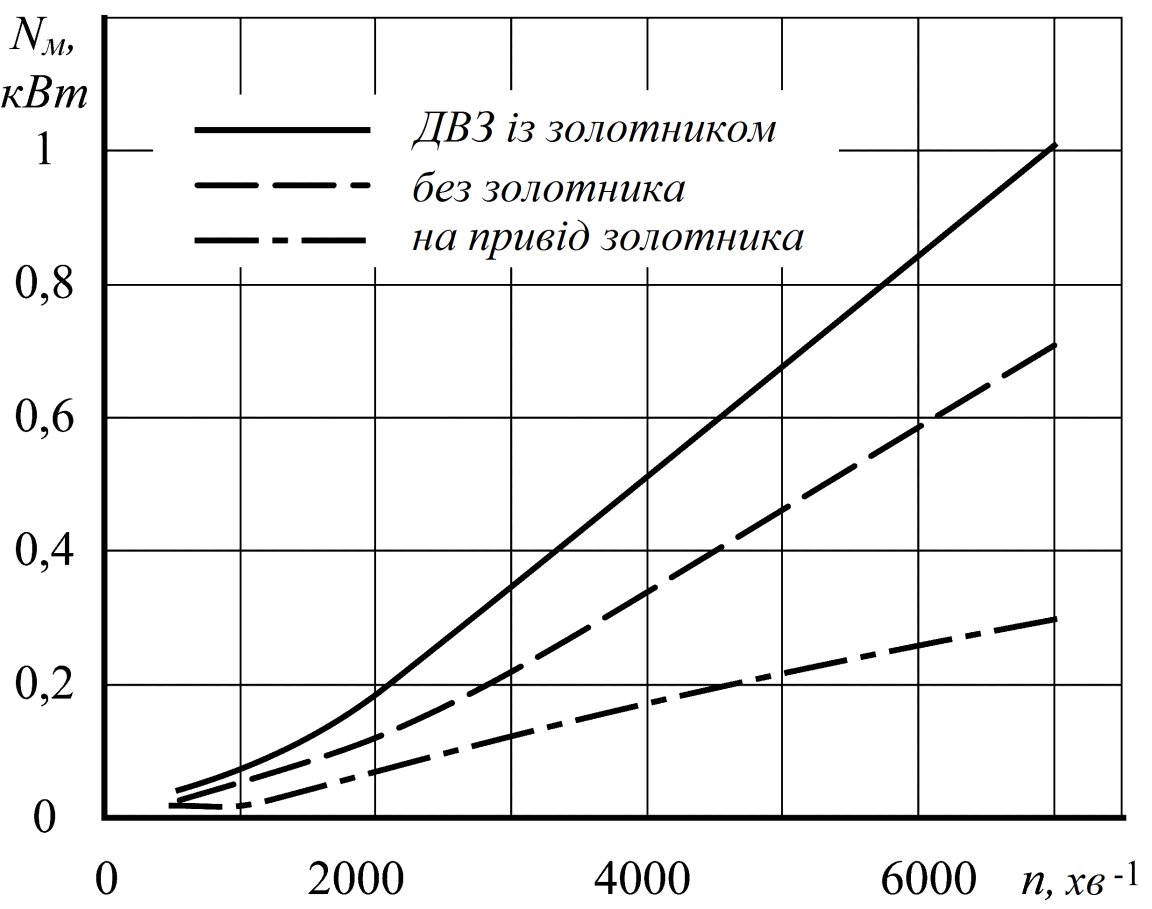 Nм,
кВт
1
0,8
0,6
0,4
0,2
0
ДВЗ із золотником
без золотника
на привід золотника
0 2000 4000 6000 n, хв -1